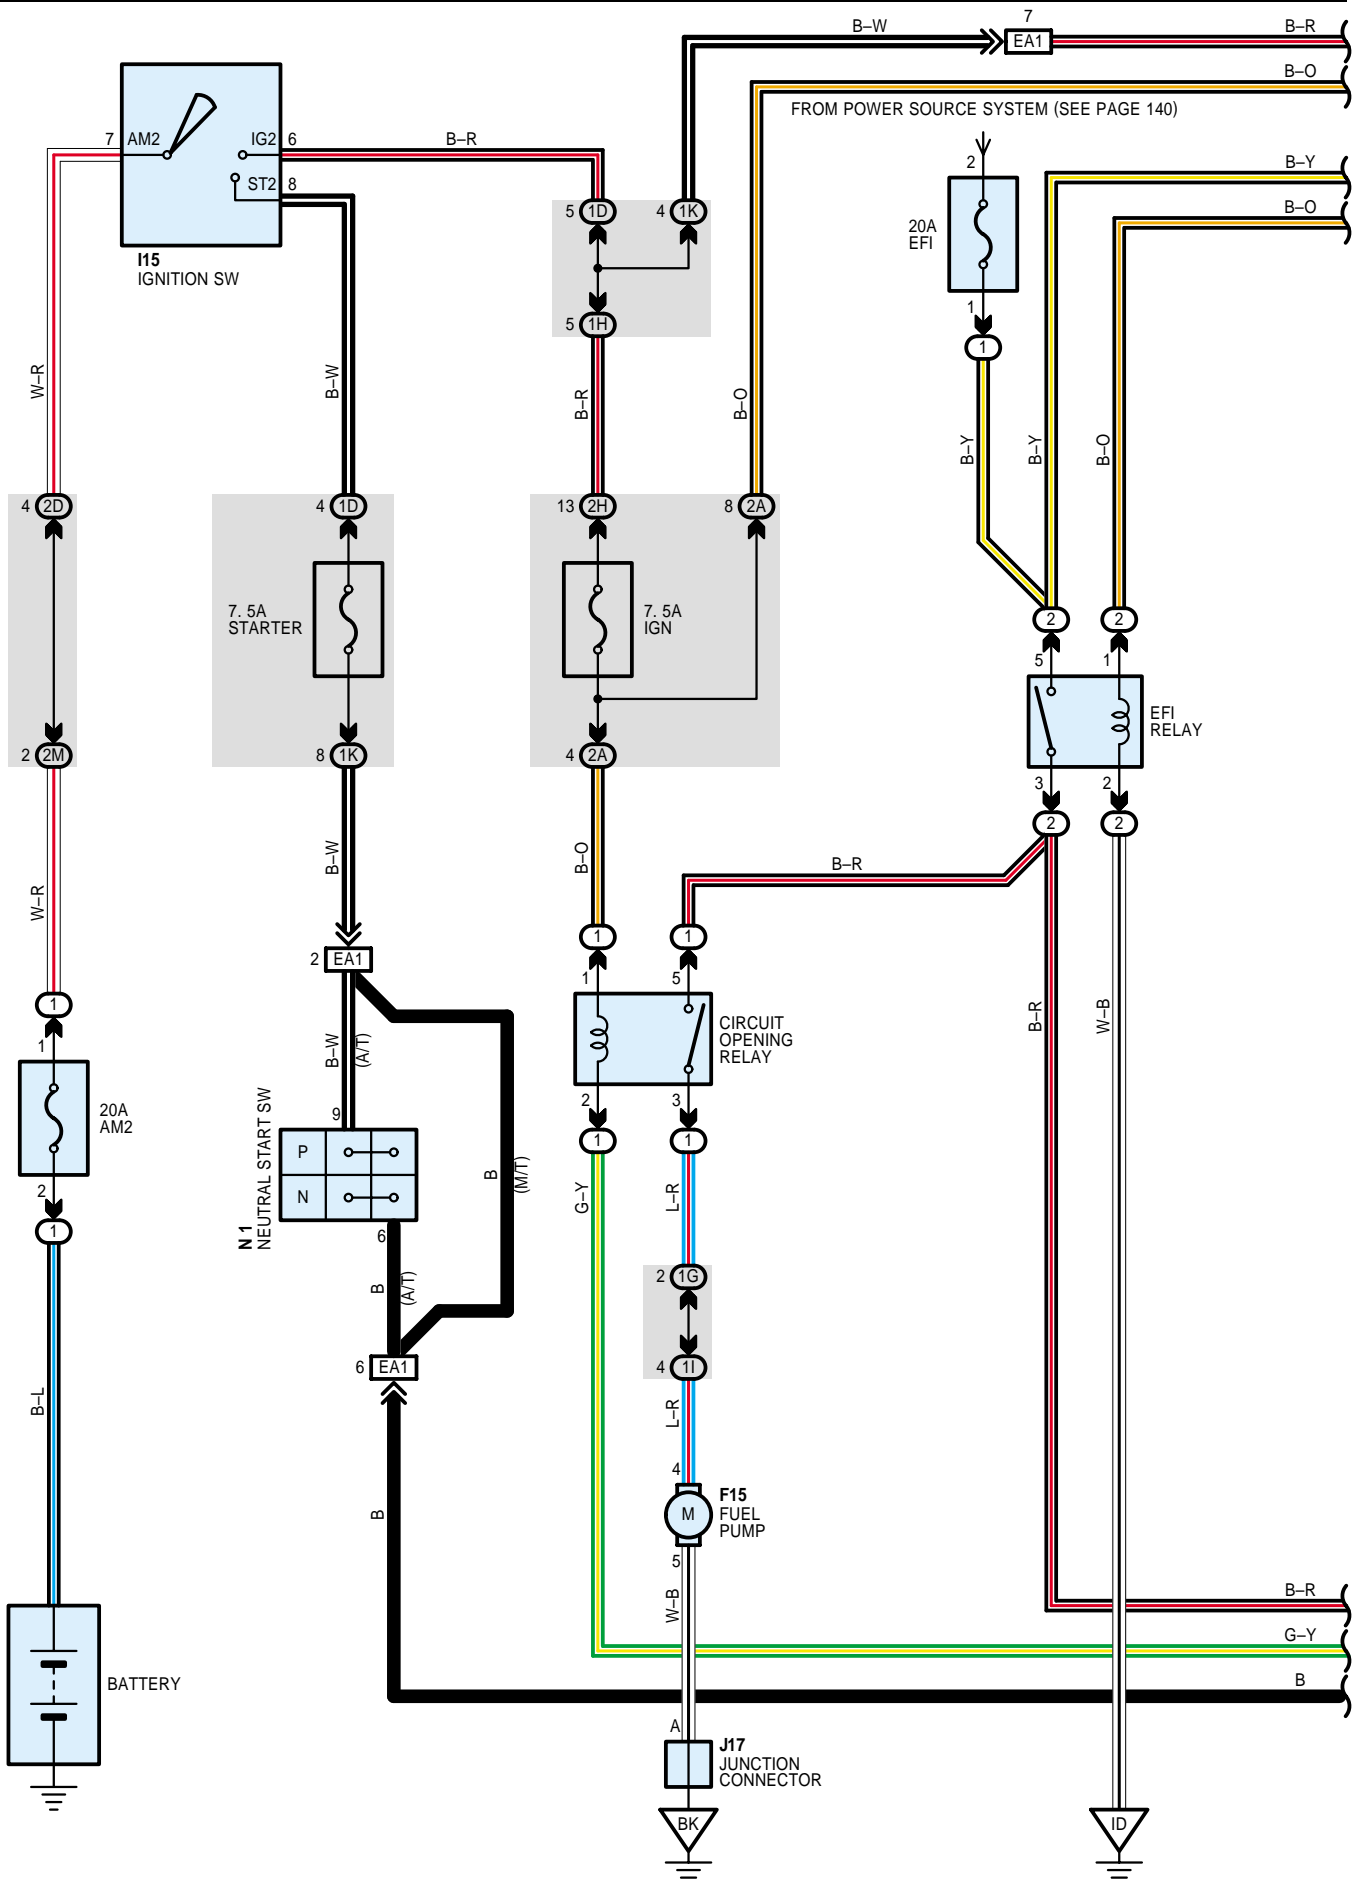 B–W
7
EA1
B–R
B–O
FROM POWER SOURCE SYSTEM (SEE PAGE 140)
7
AM2
IG2
6
B–R
ST2
8
I15
IGNITION SW
5
1D
4
1K
5
1H
2
20A
EFI
1
1
B–Y
B–O
W–R
B–W
B–R
B–O
B–Y
B–Y
B–O
4
2D
4
1D
13
2H
8
2A
7. 5A
STARTER
7. 5A
IGN
2
2
5
1
EFI
RELAY
3
2
2
2
2
2M
8
1K
4
2A
W–R
B–W
B–O
B–R
2
EA1
1
1
1
5
CIRCUIT
OPENING
RELAY
2
3
1
1
B–R
W–B
1
1
20A
AM2
2
1
B–W
(A/T)
9
P
N
N 1
NEUTRAL START SW
6
B
(A/T)
B
(M/T)
6
EA1
G–Y
L–R
2
1G
4
1I
L–R
4
M
F15
FUEL
PUMP
5
W–B
B–L
B
BATTERY
B–R
G–Y
B
A
J17
JUNCTION
CONNECTOR
BK
ID